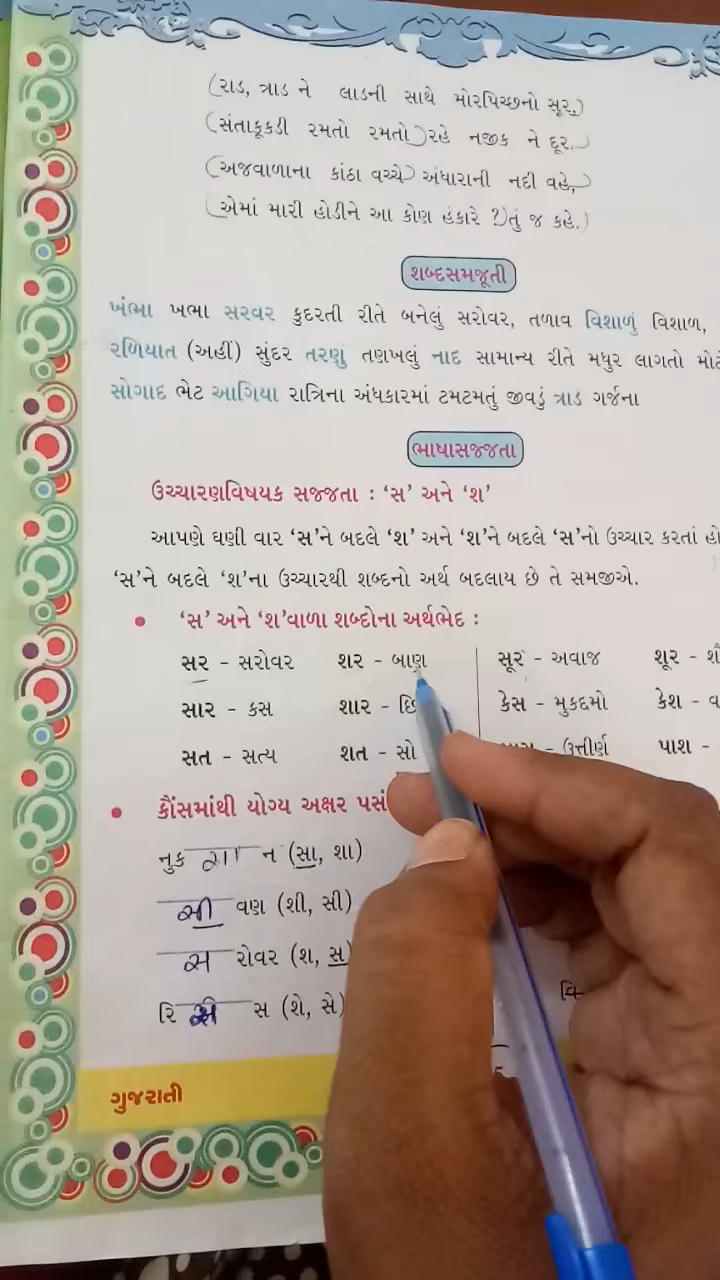 (રાડ, ત્રાડ ને લાડની સાથે મોરપિચ્છનો સૂર,)
(સંતાકૂકડી રમતો રમતો) રહે નજીક ને દૂર.
(અજવાળાના કાંઠા વચ્ચે) અંધારાની નદી વહે,
(એમાં મારી હોડીને આ કોણ હંકારે ?) તું જ કહે.)
શબ્દસમજૂતી
ખંભા ખભા સરવર કુદરતી રીતે બનેલું સરોવર, તળાવ વિશાળું વિશાળ,
રળિયાત (અહીં) સુંદર તરણું તણખલું નાદ સામાન્ય રીતે મધુર લાગતો
સોગાદ ભેટ આગિયા રાત્રિના અંધકારમાં ટમટમતું જીવડું ત્રાડ ગર્જના
ભાષાસજ્જતા
ઉચ્ચારણવિષયક સજ્જતા : ‘સ’ અને ‘શ’
આપણે ઘણી વાર ‘સ’ને બદલે ‘શ’ અને ‘શ’ને બદલે ‘સ’નો ઉચ્ચાર કરતાં
‘સ’ને બદલે ‘શ’ના ઉચ્ચારથી શબ્દનો અર્થ બદલાય છે તે સમજીએ.
• ‘સ’ અને ‘શ’વાળા શબ્દોના અર્થભેદ :
સર – સરોવર શર – બાણ સૂર – અવાજ શૂર –
સાર – કસ શાર – કેસ – મુકદ્દમો કેશ –
સત – સત્ય શત – સો – ઉત્તીર્ણ પાશ –
• કૌંસમાંથી યોગ્ય અક્ષર
નુક સા ન (સા, શા)
સી વણ (શી, સી)
સ રોવર (શ, સ)
રિ સે સ (શે, સે)
ગુજરાતી